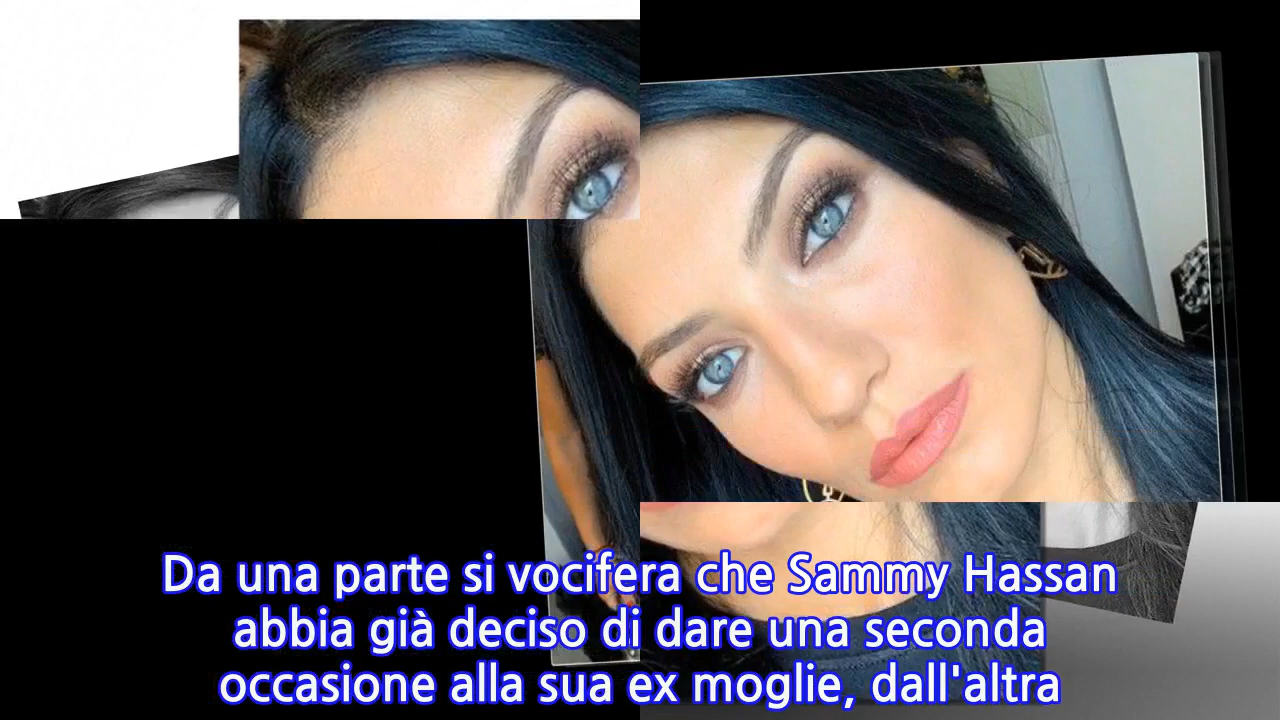 Da una parte si vocifera che Sammy Hassan
abbia già deciso di dare una seconda
occasione alla sua ex moglie, dall'altra